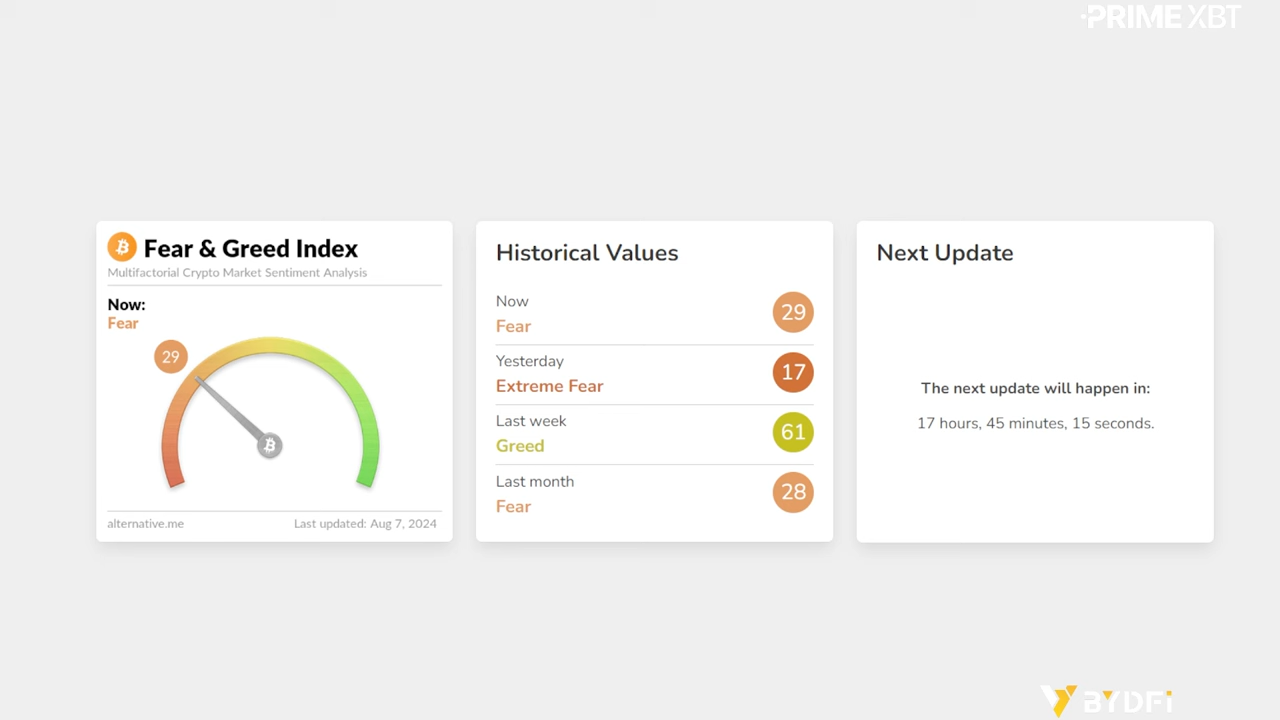 PRIME XBT
Fear & Greed Index
Multifactorial Crypto Market Sentiment Analysis
Now:
Fear
29
alternative.me
Last updated: Aug 7, 2024
Historical Values
Now
Fear
29
Yesterday
Extreme Fear
17
Last week
Greed
61
Last month
Fear
28
Next Update
The next update will happen in:
17 hours, 45 minutes, 15 seconds.
BYDFi